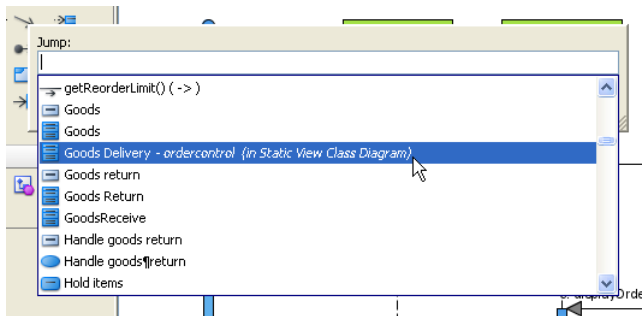 Jump:
getReorderLimit() ( -> )
Goods
Goods
Goods Delivery - ordercontrol (in Static View Class Diagram)
Goods return
Goods Return
GoodsReceive
Handle goods return
Handle goods¶return
Hold items